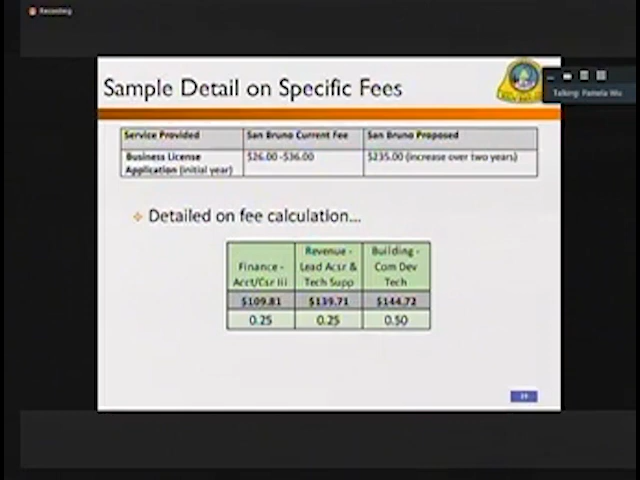 Recording
Sample Detail on Specific Fees
Talking: Pamela Wu
Service Provided San Bruno Current Fee San Bruno Proposed
Business License $26.00 -$36.00 $235.00 (increase over two years)
Application (initial year)
Detailed on fee calculation...
Revenue - Building -
Finance - Lead Acsr & Com Dev
Acct/Csr III Tech Supp Tech
$109.81 $139.71 $144.72
0.25 0.25 0.50